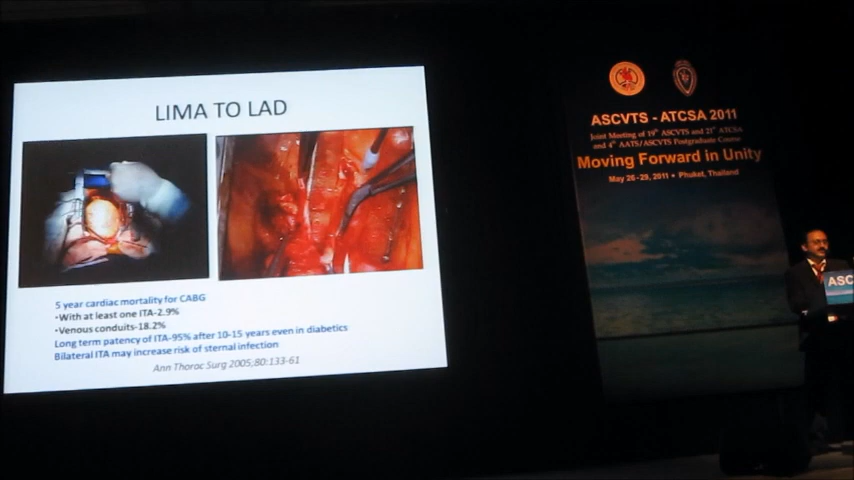 LIMA TO LAD
5 year cardiac mortality for CABG
•With at least one ITA-2.9%
•Venous conduits-18.2%
Long term patency of ITA-95% after 10-15 years even in diabetics
Bilateral ITA may increase risk of sternal infection
Ann Thorac Surg 2005;80:133-61
ASCVTS - ATCSA 2011
Joint Meeting of 19th ASCVTS and 21st ATCSA
and 4th AATS/ASCVTS Postgraduate Course
Moving Forward in Unity
May 26-29, 2011 • Phuket, Thailand
ASC